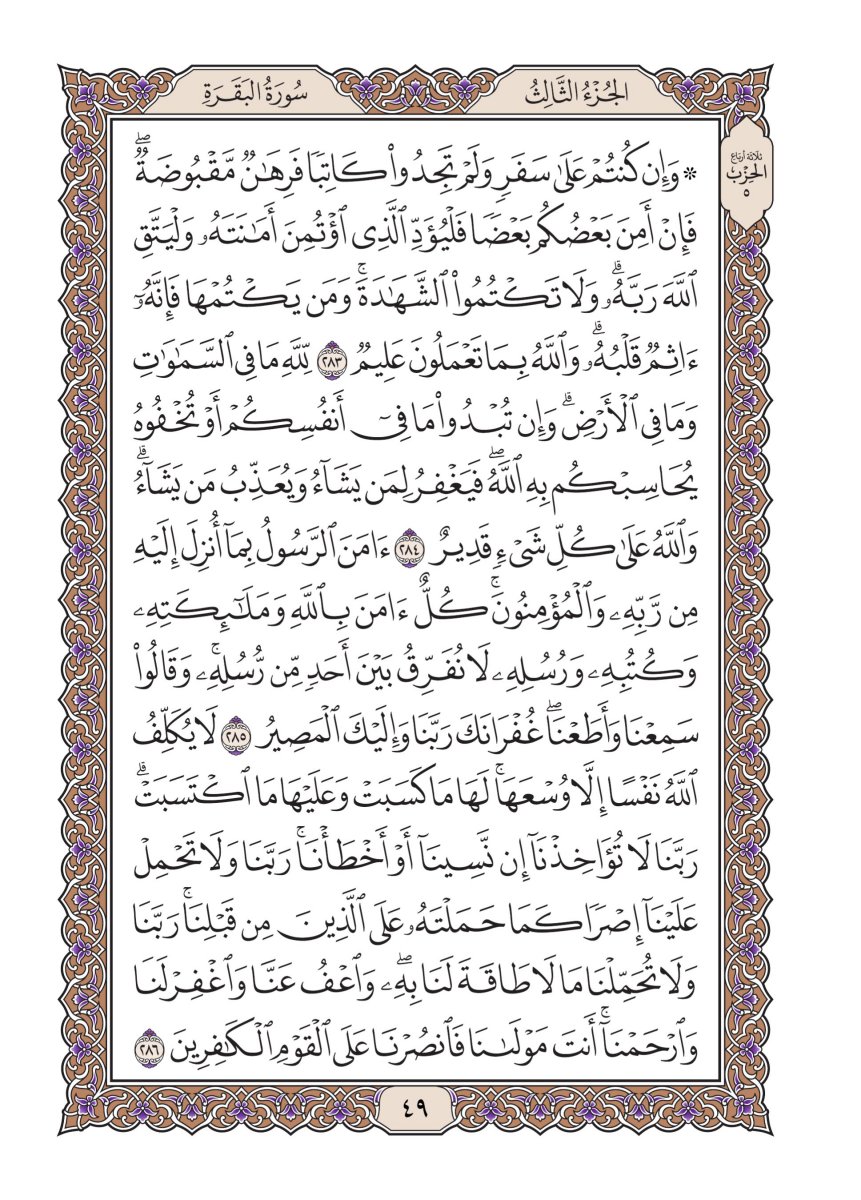 الجُزْءُ الثَّالِثُ
سُورَةُ البَقَرَةِ
ثلاثة أرباع
الحزب
٥
* وَإِن كُنتُمْ عَلَىٰ سَفَرٍ وَلَمْ تَجِدُوا۟ كَاتِبًا فَرِهَـٰنٌ مَّقْبُوضَةٌ ۖ
فَإِنْ أَمِنَ بَعْضُكُم بَعْضًا فَلْيُؤَدِّ ٱلَّذِى ٱؤْتُمِنَ أَمَـٰنَتَهُۥ وَلْيَتَّقِ
ٱللَّهَ رَبَّهُۥ ۗ وَلَا تَكْتُمُوا۟ ٱلشَّهَـٰدَةَ ۚ وَمَن يَكْتُمْهَا فَإِنَّهُۥٓ
ءَاثِمٌ قَلْبُهُۥ ۗ وَٱللَّهُ بِمَا تَعْمَلُونَ عَلِيمٌ ٢٨٣ لِّلَّهِ مَا فِى ٱلسَّمَـٰوَٰتِ
وَمَا فِى ٱلْأَرْضِ ۗ وَإِن تُبْدُوا۟ مَا فِىٓ أَنفُسِكُمْ أَوْ تُخْفُوهُ
يُحَاسِبْكُم بِهِ ٱللَّهُ ۖ فَيَغْفِرُ لِمَن يَشَآءُ وَيُعَذِّبُ مَن يَشَآءُ ۗ
وَٱللَّهُ عَلَىٰ كُلِّ شَىْءٍ قَدِيرٌ ٢٨٤ ءَامَنَ ٱلرَّسُولُ بِمَآ أُنزِلَ إِلَيْهِ
مِن رَّبِّهِۦ وَٱلْمُؤْمِنُونَ ۚ كُلٌّ ءَامَنَ بِٱللَّهِ وَمَلَـٰٓئِكَتِهِۦ
وَكُتُبِهِۦ وَرُسُلِهِۦ لَا نُفَرِّقُ بَيْنَ أَحَدٍ مِّن رُّسُلِهِۦ ۚ وَقَالُوا۟
سَمِعْنَا وَأَطَعْنَا ۖ غُفْرَانَكَ رَبَّنَا وَإِلَيْكَ ٱلْمَصِيرُ ٢٨٥ لَا يُكَلِّفُ
ٱللَّهُ نَفْسًا إِلَّا وُسْعَهَا ۚ لَهَا مَا كَسَبَتْ وَعَلَيْهَا مَا ٱكْتَسَبَتْ ۗ
رَبَّنَا لَا تُؤَاخِذْنَآ إِن نَّسِينَآ أَوْ أَخْطَأْنَا ۚ رَبَّنَا وَلَا تَحْمِلْ
عَلَيْنَآ إِصْرًا كَمَا حَمَلْتَهُۥ عَلَى ٱلَّذِينَ مِن قَبْلِنَا ۚ رَبَّنَا
وَلَا تُحَمِّلْنَا مَا لَا طَاقَةَ لَنَا بِهِۦ ۖ وَٱعْفُ عَنَّا وَٱغْفِرْ لَنَا
وَٱرْحَمْنَآ ۚ أَنتَ مَوْلَىٰنَا فَٱنصُرْنَا عَلَى ٱلْقَوْمِ ٱلْكَـٰفِرِينَ ٢٨٦
٤٩